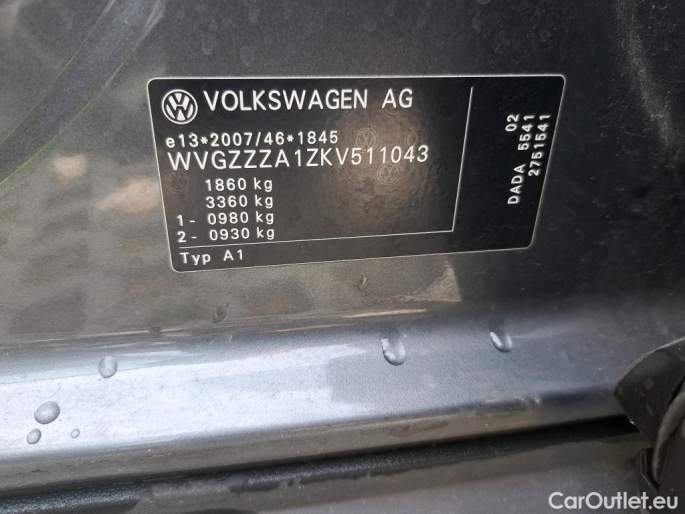 VOLKSWAGEN AG
e13*2007/46*1845
WVGZZZA1ZKV511043
1860 kg
3360 kg
1- 0980 kg
2- 0930 kg
Typ A1
02
DADA 5541
2751541
CarOutlet.eu